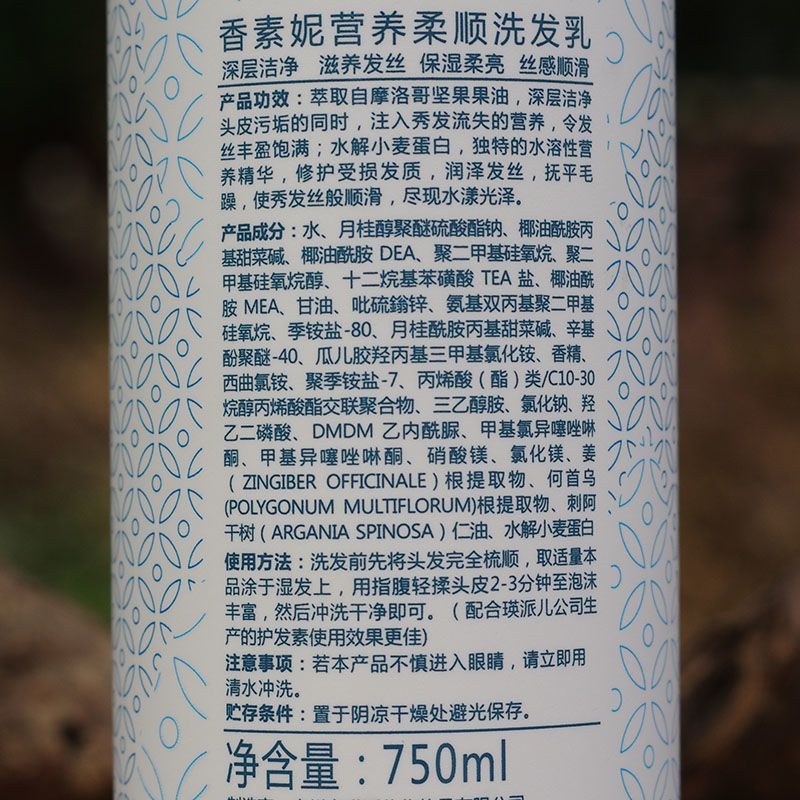 香素妮营养柔顺洗发乳
深层洁净 滋养发丝 保湿柔亮 丝感顺滑
产品功效：萃取自摩洛哥坚果果油，深层洁净
头皮污垢的同时，注入秀发流失的营养，令发
丝丰盈饱满；水解小麦蛋白，独特的水溶性营
养精华，修护受损发质，润泽发丝，抚平毛
躁，使秀发丝般顺滑，尽现水漾光泽。
产品成分：水、月桂醇聚醚硫酸酯钠、椰油酰胺丙
基甜菜碱、椰油酰胺 DEA、聚二甲基硅氧烷、聚二
甲基硅氧烷醇、十二烷基苯磺酸 TEA 盐、椰油酰
胺 MEA、甘油、吡硫鎓锌、氨基双丙基聚二甲基
硅氧烷、季铵盐-80、月桂酰胺丙基甜菜碱、辛基
酚聚醚-40、瓜儿胶羟丙基三甲基氯化铵、香精、
西曲氯铵、聚季铵盐-7、丙烯酸（酯）类/C10-30
烷醇丙烯酸酯交联聚合物、三乙醇胺、氯化钠、羟
乙二磷酸、DMDM 乙内酰脲、甲基氯异噻唑啉
酮、甲基异噻唑啉酮、硝酸镁、氯化镁、姜
（ ZINGIBER OFFICINALE）根提取物、何首乌
(POLYGONUM MULTIFLORUM)根提取物、刺阿
干树（ARGANIA SPINOSA）仁油、水解小麦蛋白
使用方法：洗发前先将头发完全梳顺，取适量本
品涂于湿发上，用指腹轻揉头皮2-3分钟至泡沫
丰富，然后冲洗干净即可。（配合瑛派儿公司生
产的护发素使用效果更佳)
注意事项：若本产品不慎进入眼睛，请立即用
清水冲洗。
贮存条件：置于阴凉干燥处避光保存。
净含量：750ml